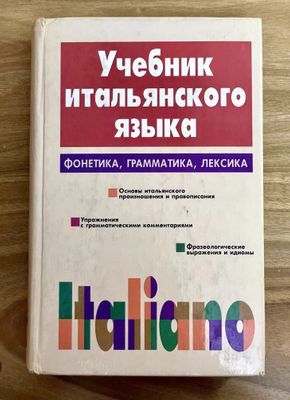 Учебник
итальянского
языка
ФОНЕТИКА, ГРАММАТИКА, ЛЕКСИКА
Основы итальянского
произношения и правописания
Упражнения
с грамматическими комментариями
Фразеологические
выражения и идиомы
Italiano